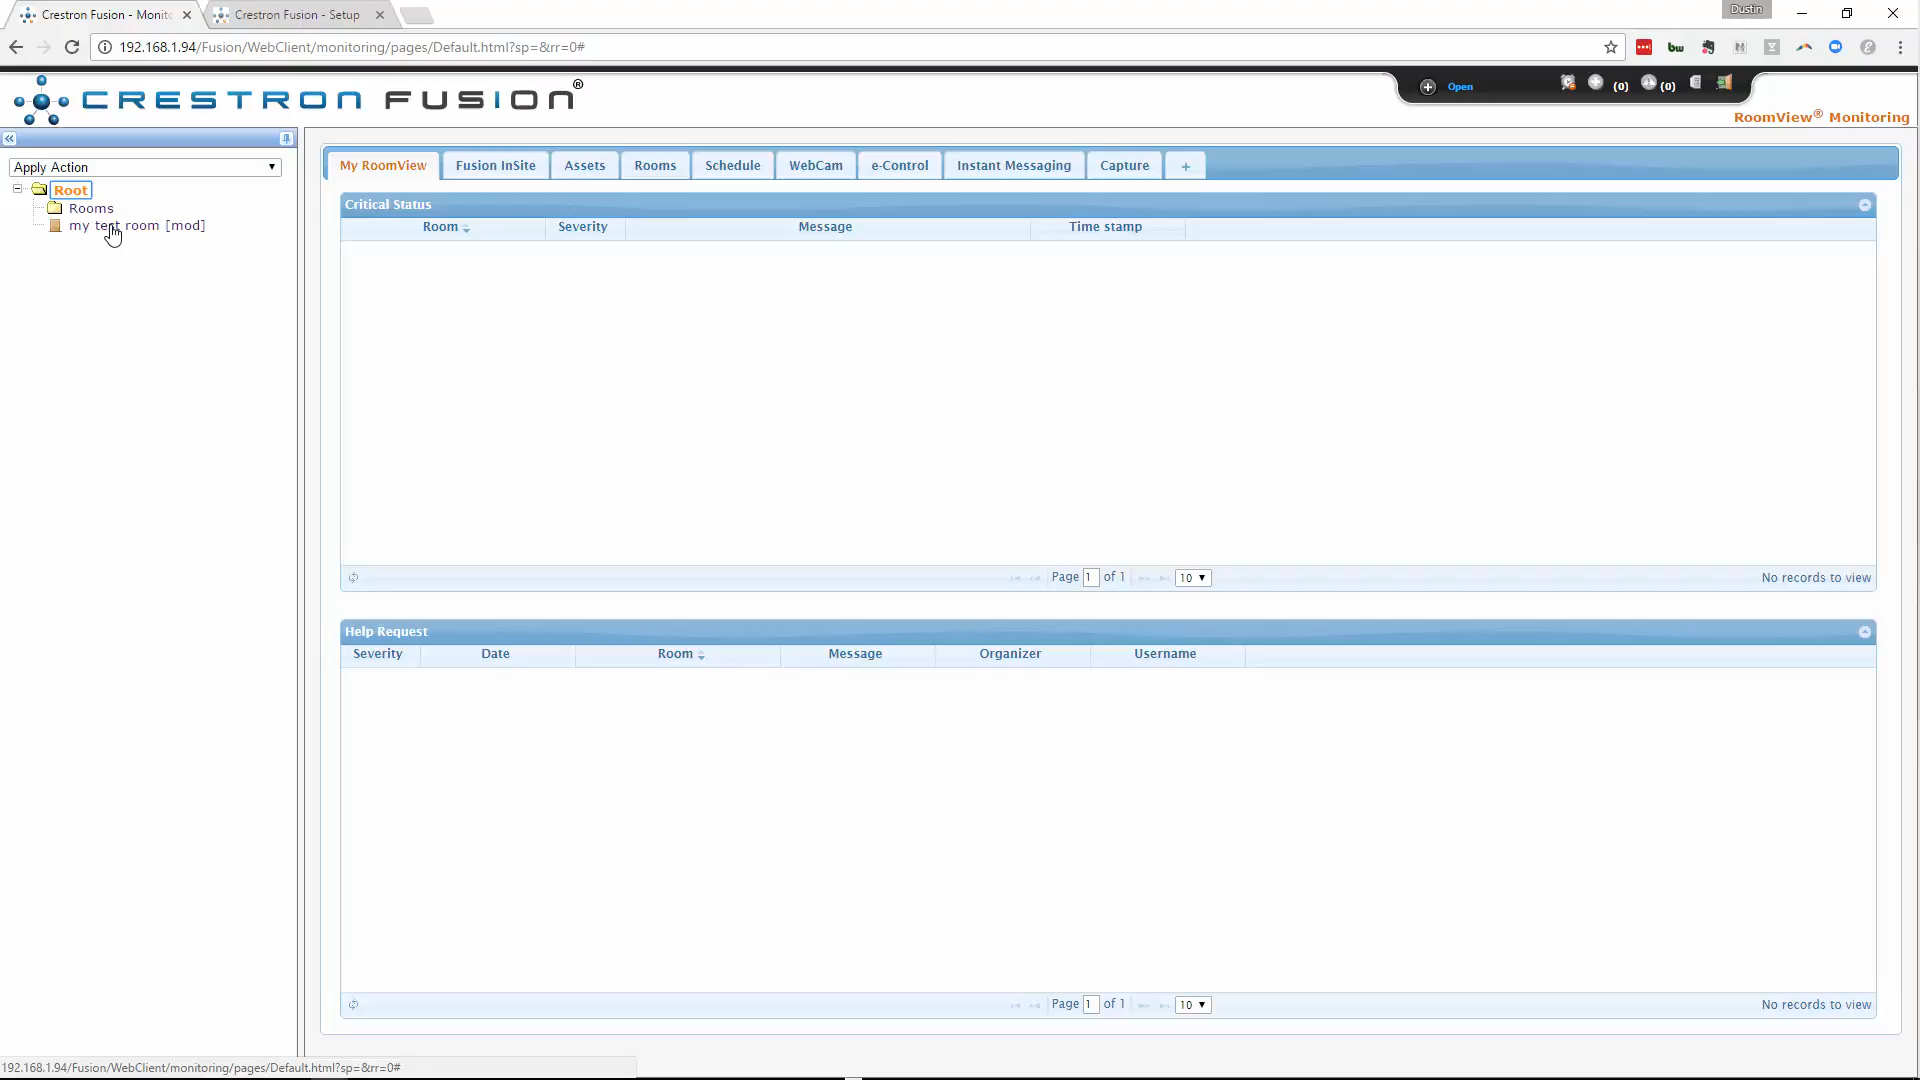 Crestron Fusion - Monito
Crestron Fusion - Setup
Dustin
192.168.1.94/Fusion/WebClient/monitoring/pages/Default.html?sp=&rr=0#
CRESTRON FUSION®
Open
(0)
(0)
RoomView® Monitoring
Apply Action
Root
Rooms
my test room [mod]
My RoomView
Fusion InSite
Assets
Rooms
Schedule
WebCam
e-Control
Instant Messaging
Capture
+
Critical Status
Room
Severity
Message
Time stamp
Page 1 of 1
10
No records to view
Help Request
Severity
Date
Room
Message
Organizer
Username
Page 1 of 1
10
No records to view
192.168.1.94/Fusion/WebClient/monitoring/pages/Default.html?sp=&rr=0#